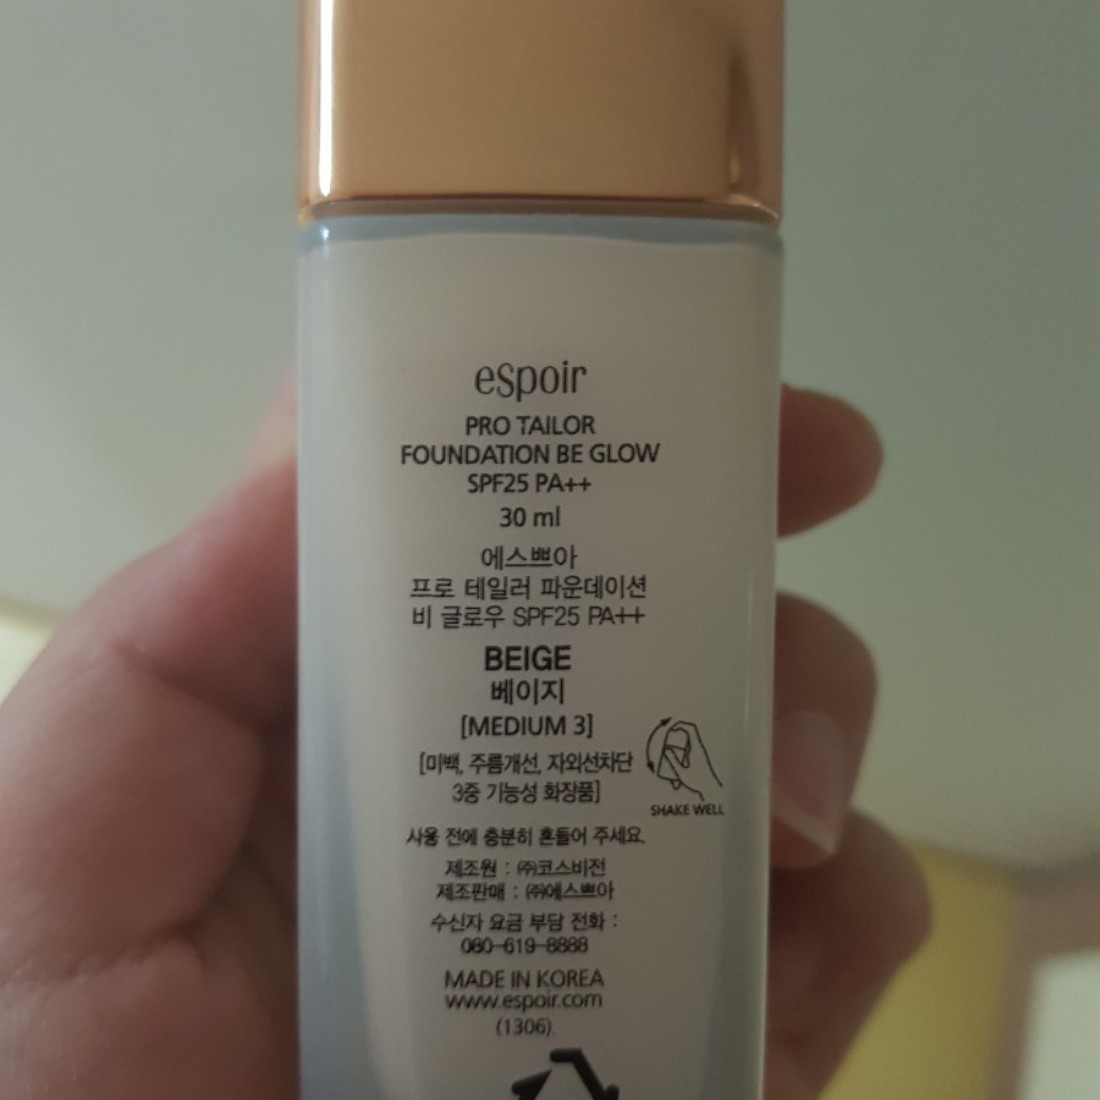 eSpoir
PRO TAILOR
FOUNDATION BE GLOW
SPF25 PA++
30 ml
에스쁘아
프로 테일러 파운데이션
비 글로우 SPF25 PA++
BEIGE
베이지
[MEDIUM 3]
[미백, 주름개선, 자외선차단
3중 기능성 화장품]
SHAKE WELL
사용 전에 충분히 흔들어 주세요.
제조원 : ㈜코스비전
제조판매 : ㈜에스쁘아
수신자 요금 부담 전화 :
080-619-8888
MADE IN KOREA
www.espoir.com
(1306)